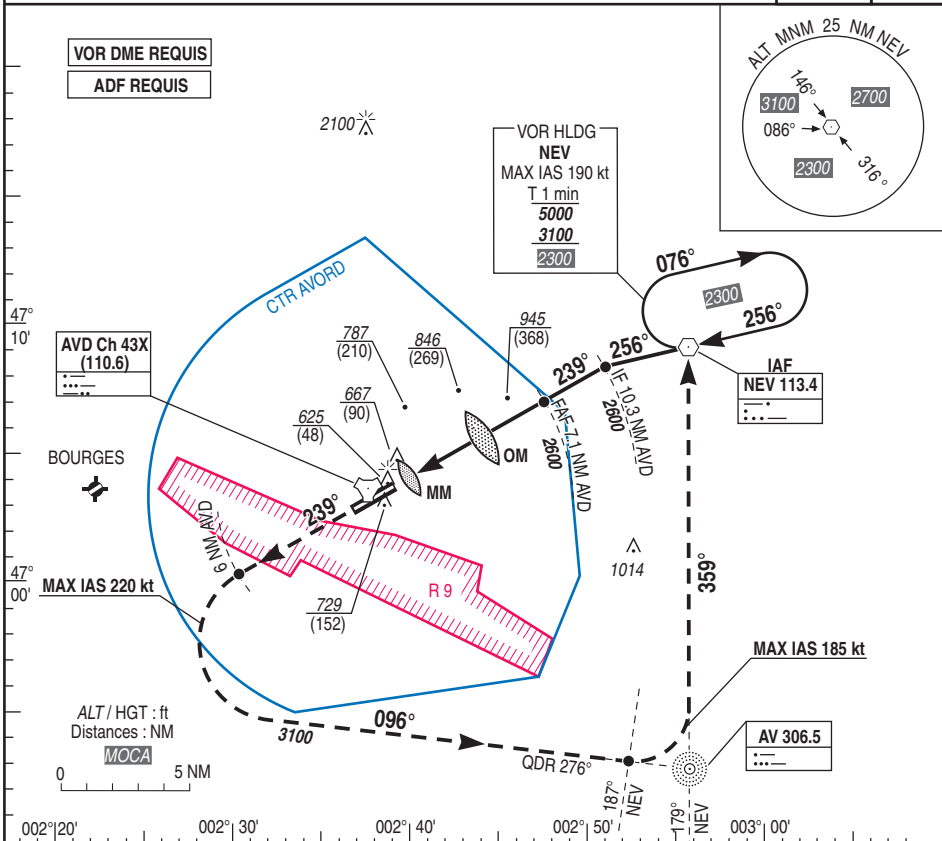 VOR DME REQUIS
ADF REQUIS
ALT MNM 25 NM NEV
146°
3100
2700
086°
316°
2300
2100
VOR HLDG
NEV
MAX IAS 190 kt
T 1 min
5000
3100
2300
CTR AVORD
076°
2300
256°
47°
10'
AVD Ch 43X
(110.6)
787
(210)
846
(269)
945
(368)
239°
256°
IAF
NEV 113.4
IF 10.3 NM AVD
2600
667
(90)
625
(48)
FAF 7.1 NM AVD
2600
OM
MM
BOURGES
239°
6 NM AVD
1014
47°
00'
MAX IAS 220 kt
R 9
729
(152)
359°
MAX IAS 185 kt
ALT / HGT : ft
Distances : NM
MOCA
0 5 NM
096°
3100
QDR 276°
AV 306.5
187°
NEV
179°
NEV
002°20' 002°30' 002°40' 002°50' 003°00'